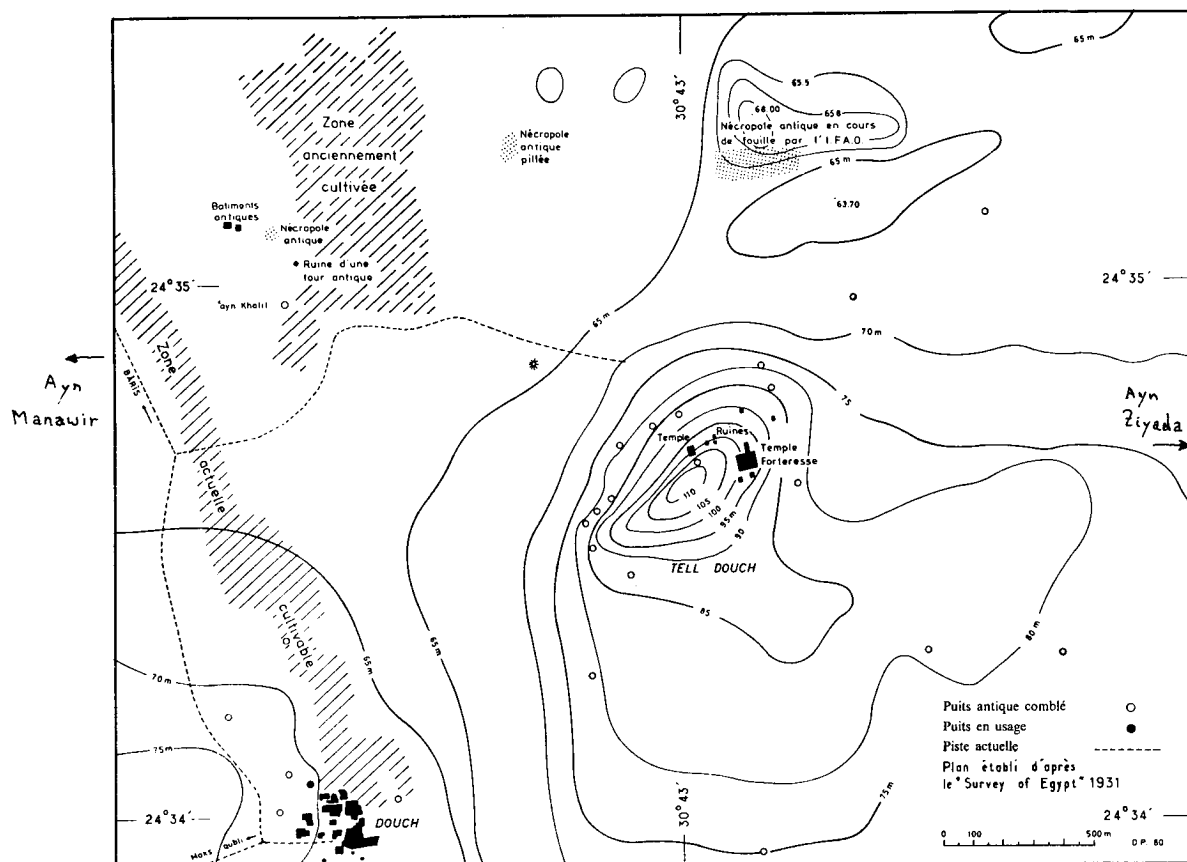 65 m
30° 43'
65.5
68.00
65.8
Nécropole antique en cours
de fouille par l'I.F.A.O.
65 m
63.70
Zone
anciennement
cultivée
Nécropole
antique
pillée
Batiments
antiques
Nécropole
antique
Ruine d'une
tour antique
24° 35'
24° 35'
'ayn Khalil
65 m
70 m
Zone
Ayn
Manawir
BÂRIS
75
Ayn
Ziyada
Temple
Ruines
Temple
Forteresse
actuelle
110
105
100
95 m
90
TELL DOUCH
85
80 m
cultivable
65 m
65 m
70 m
75 m
75 m
Puits antique comblé
Puits en usage
Piste actuelle
Plan établi d'après
le "Survey of Egypt" 1931
30° 43'
24° 34'
24° 34'
DOUCH
Maks qubli
0 100 500 m
D P. 80